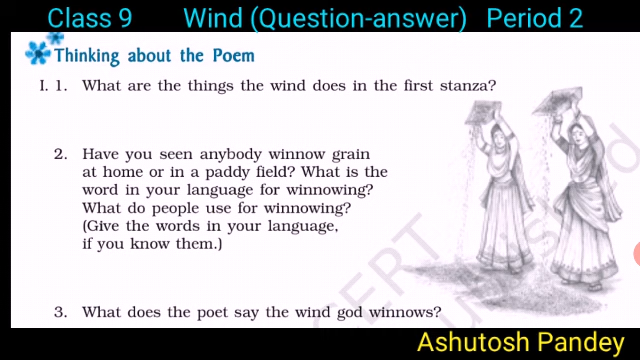 Class 9 Wind (Question-answer) Period 2
Thinking about the Poem
I. 1. What are the things the wind does in the first stanza?
2. Have you seen anybody winnow grain
at home or in a paddy field? What is the
word in your language for winnowing?
What do people use for winnowing?
(Give the words in your language,
if you know them.)
3. What does the poet say the wind god winnows?
Ashutosh Pandey